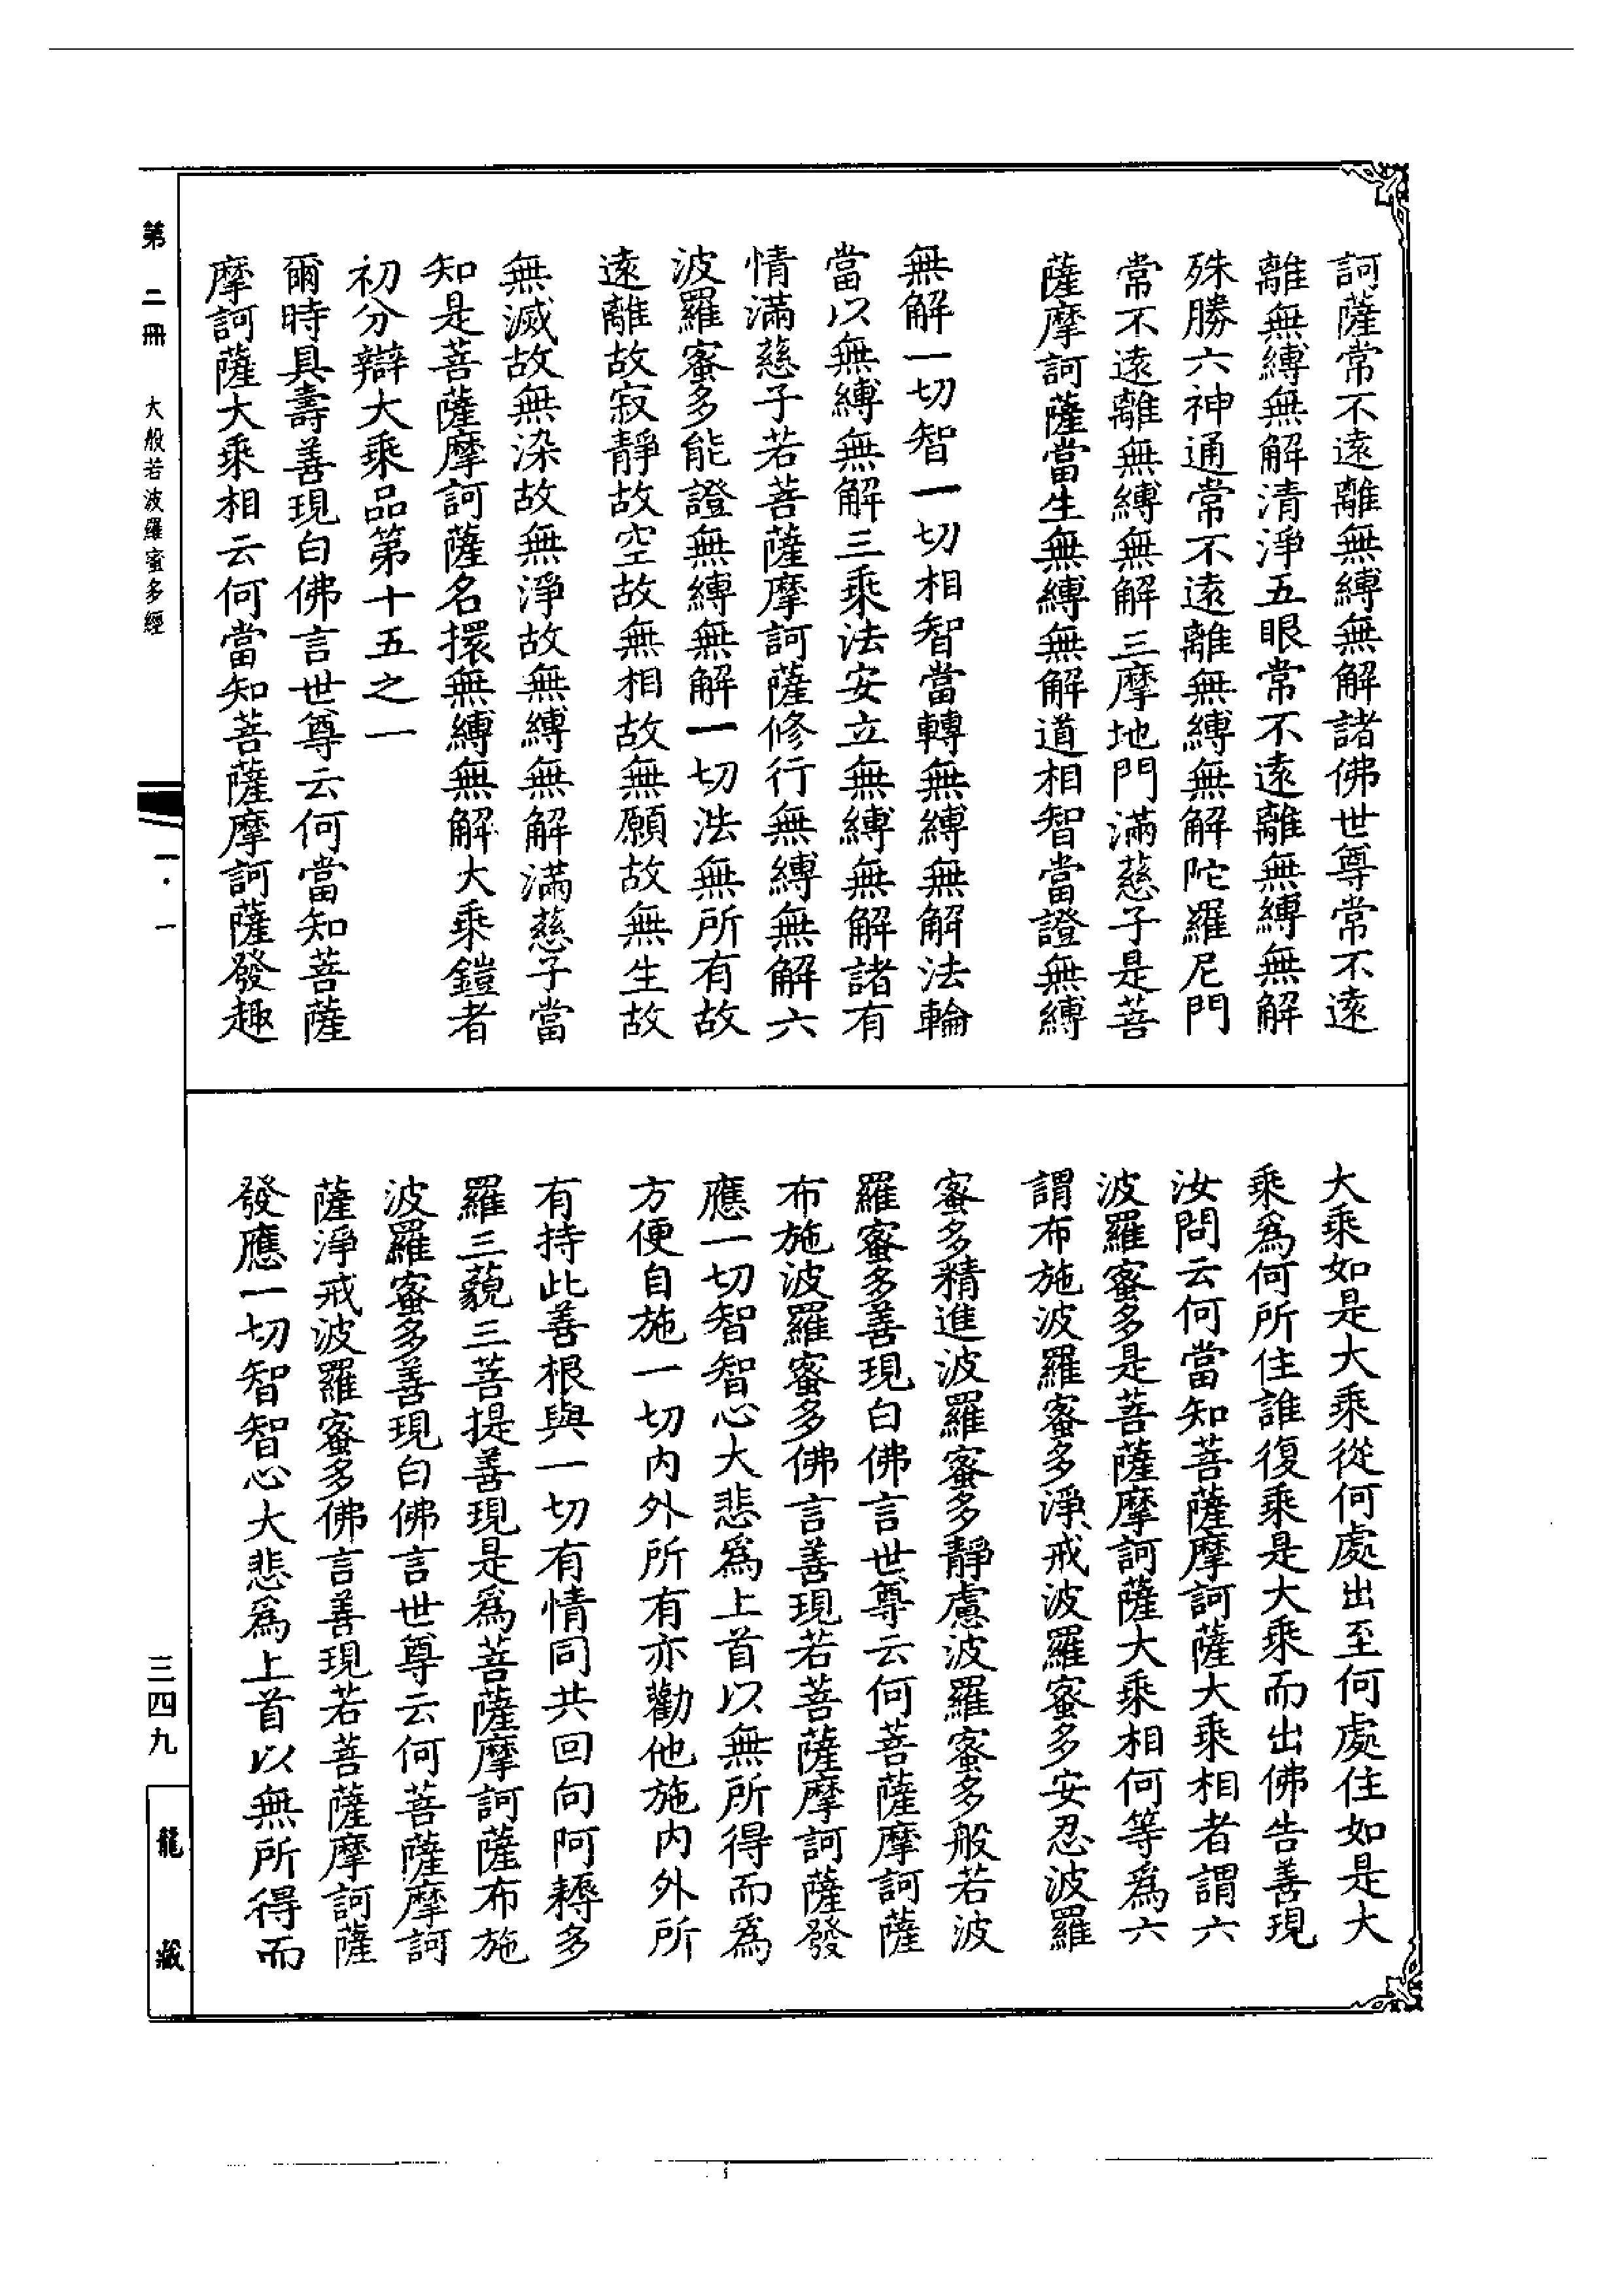 訶薩常不遠離無縛無解諸佛世尊常不遠
離無縛無解清淨五眼常不遠離無縛無解
殊勝六神通常不遠離無縛無解陀羅尼門
常不遠離無縛無解三摩地門滿慈子是菩
薩摩訶薩當生無縛無解道相智當證無縛
無解一切智一切相智當轉無縛無解法輪
當以無縛無解三乘法安立無縛無解諸有
情滿慈子若菩薩摩訶薩修行無縛無解六
波羅蜜多能證無縛無解一切法無所有故
遠離故寂靜故空故無相故無願故無生故
無滅故無染故無淨故無縛無解滿慈子當
知是菩薩摩訶薩名擐無縛無解大乘鎧者
初分辯大乘品第十五之一
爾時具壽善現白佛言世尊云何當知菩薩
摩訶薩大乘相云何當知菩薩摩訶薩發趣
大乘如是大乘從何處出至何處住如是大
乘為何所住誰復乘是大乘而出佛告善現
汝問云何當知菩薩摩訶薩大乘相者謂六
波羅蜜多是菩薩摩訶薩大乘相何等為六
謂布施波羅蜜多淨戒波羅蜜多安忍波羅
蜜多精進波羅蜜多靜慮波羅蜜多般若波
羅蜜多善現白佛言世尊云何菩薩摩訶薩
布施波羅蜜多佛言善現若菩薩摩訶薩發
應一切智智心大悲為上首以無所得而為
方便自施一切內外所有亦勸他施內外所
有持此善根與一切有情同共回向阿耨多
羅三藐三菩提善現是為菩薩摩訶薩布施
波羅蜜多善現白佛言世尊云何菩薩摩訶
薩淨戒波羅蜜多佛言善現若菩薩摩訶薩
發應一切智智心大悲為上首以無所得而
第二冊 大般若波羅蜜多經
一·一
三四九
龍藏